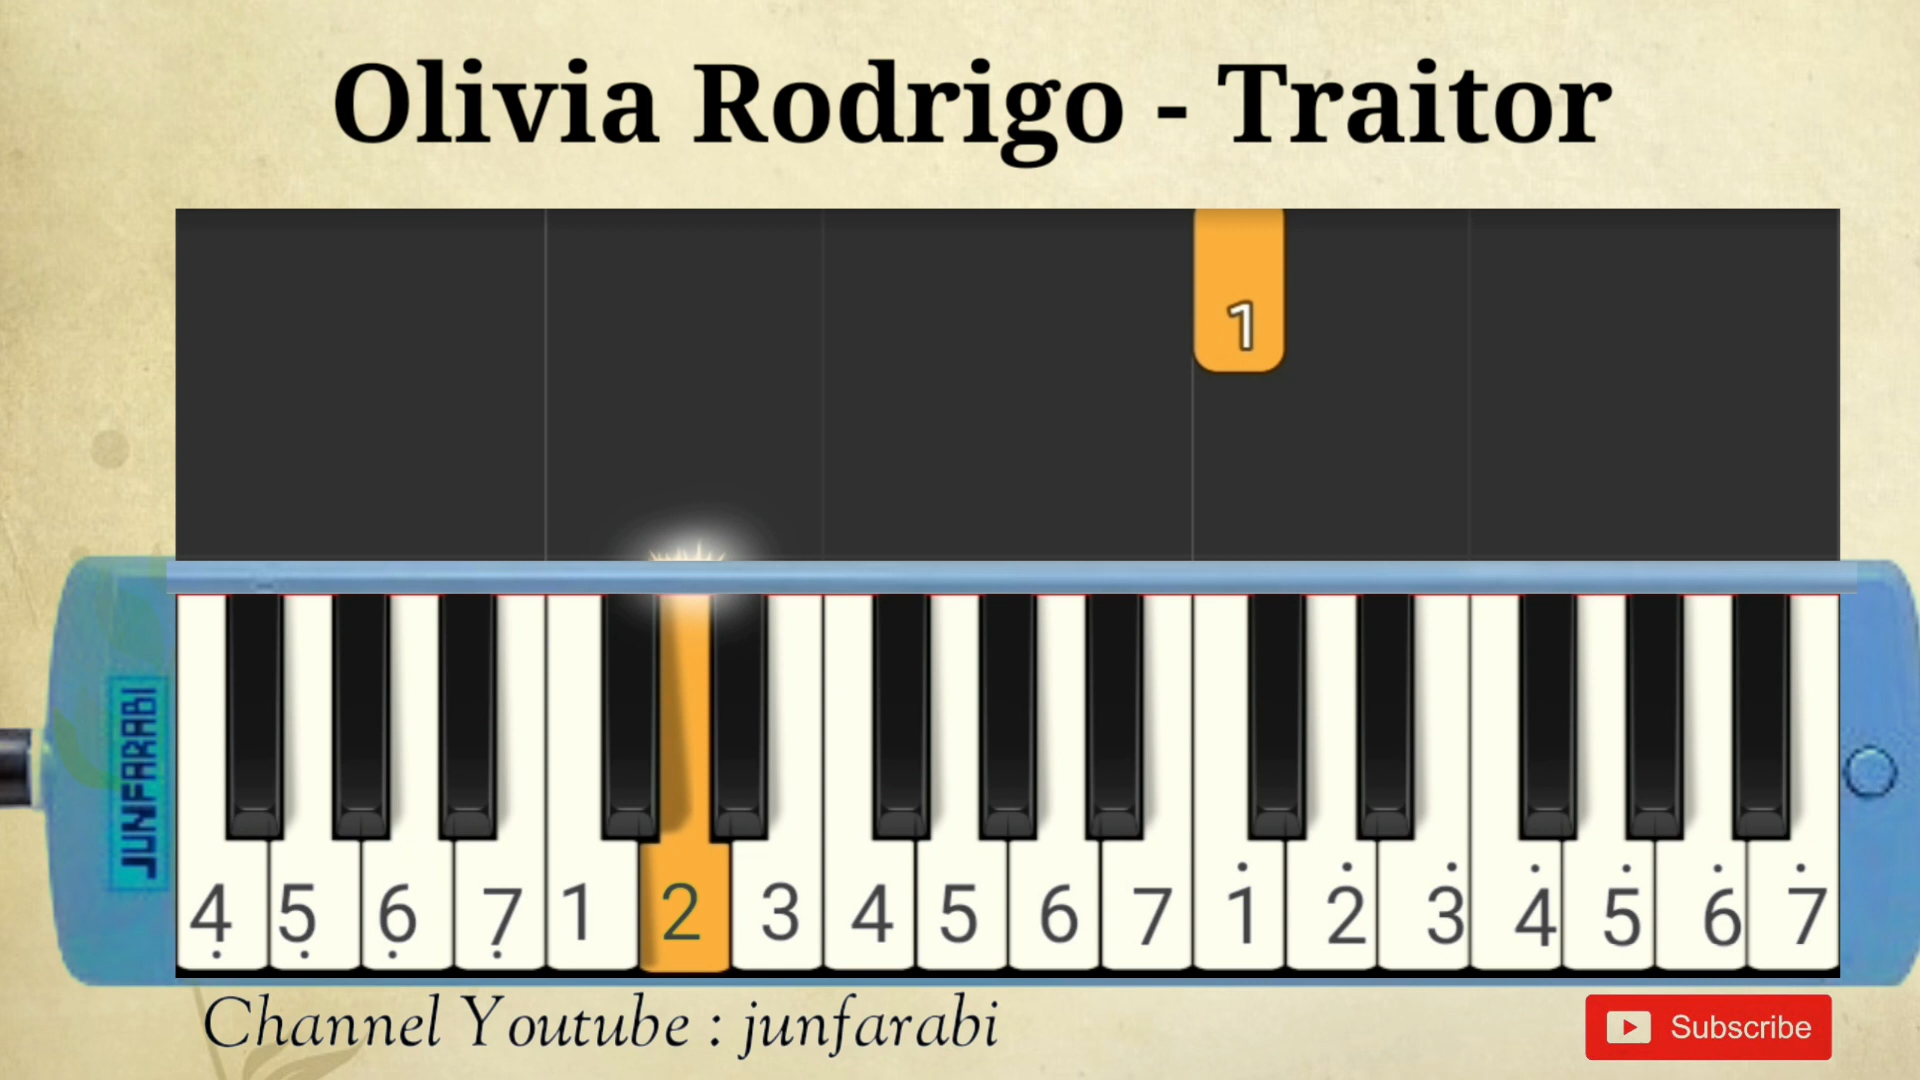 Olivia Rodrigo - Traitor
1
JUNFARABI
4̣ 5̣ 6̣ 7̣ 1 2 3 4 5 6 7 1̇ 2̇ 3̇ 4̇ 5̇ 6̇ 7̇
Channel Youtube : junfarabi
Subscribe